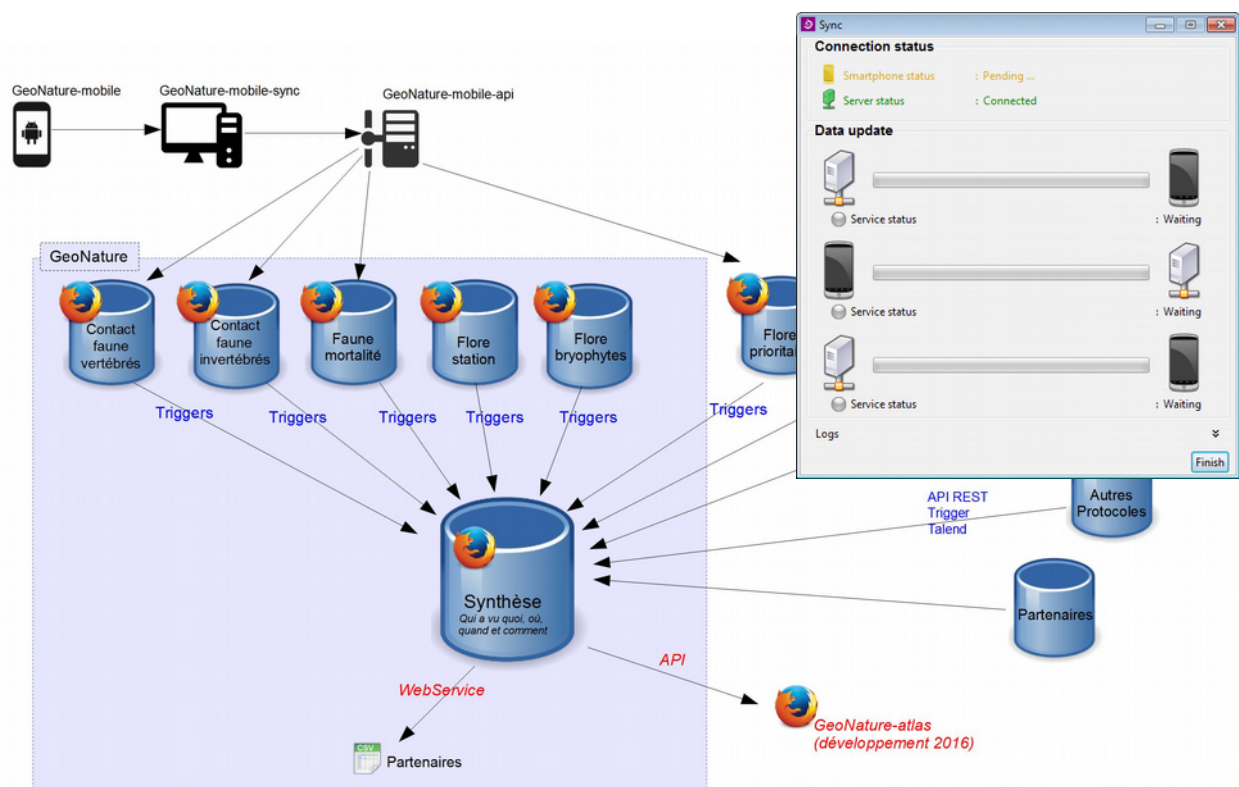 GeoNature-mobile
GeoNature-mobile-sync
GeoNature-mobile-api
Sync
Connection status
Smartphone status : Pending ...
Server status : Connected
Data update
Service status : Waiting
Service status : Waiting
Service status : Waiting
Logs
Finish
GeoNature
Contact
faune
vertébrés
Contact
faune
invertébrés
Faune
mortalité
Flore
station
Flore
bryophytes
Flore
Triggers
Triggers
Triggers
Triggers
Triggers
Triggers
API REST
Trigger
Talend
Autres
Protocoles
Synthèse
Qui a vu quoi, où,
quand et comment
Partenaires
API
WebService
GeoNature-atlas
(développement 2016)
CSV
Partenaires